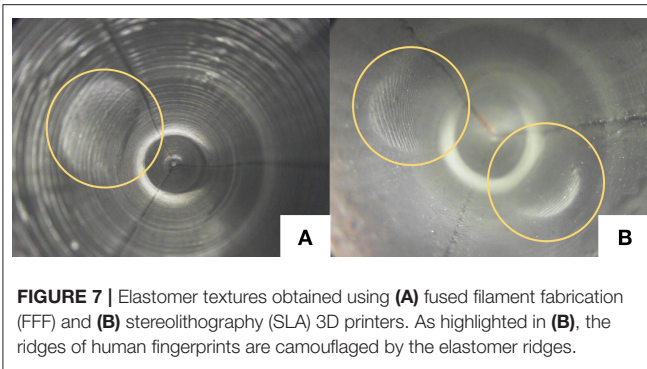 A
B
FIGURE 7 | Elastomer textures obtained using (A) fused filament fabrication
(FFF) and (B) stereolithography (SLA) 3D printers. As highlighted in (B), the
ridges of human fingerprints are camouflaged by the elastomer ridges.